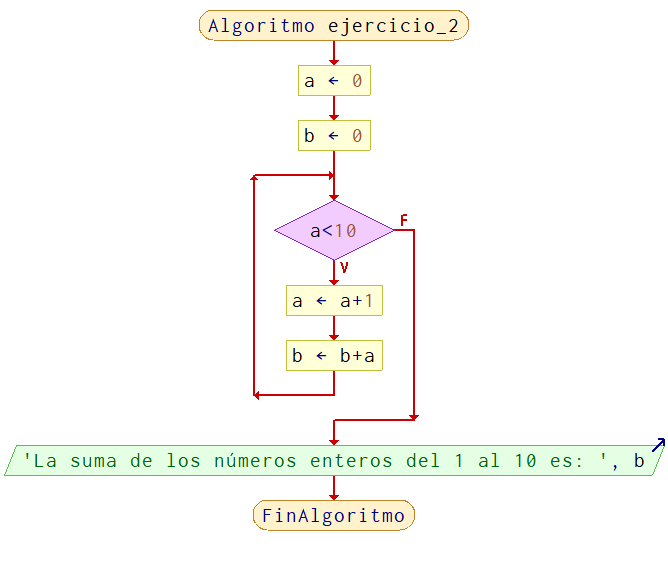 Algoritmo ejercicio_2
a ← 0
b ← 0
a<10
F
V
a ← a+1
b ← b+a
'La suma de los números enteros del 1 al 10 es: ', b
FinAlgoritmo